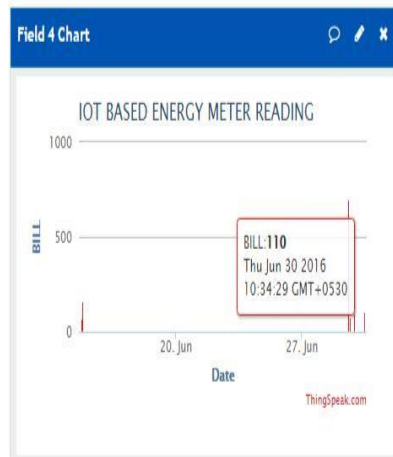 Field 4 Chart
IOT BASED ENERGY METER READING
1000
500
0
BILL
BILL:110
Thu Jun 30 2016
10:34:29 GMT+0530
20. Jun
27. Jun
Date
ThingSpeak.com